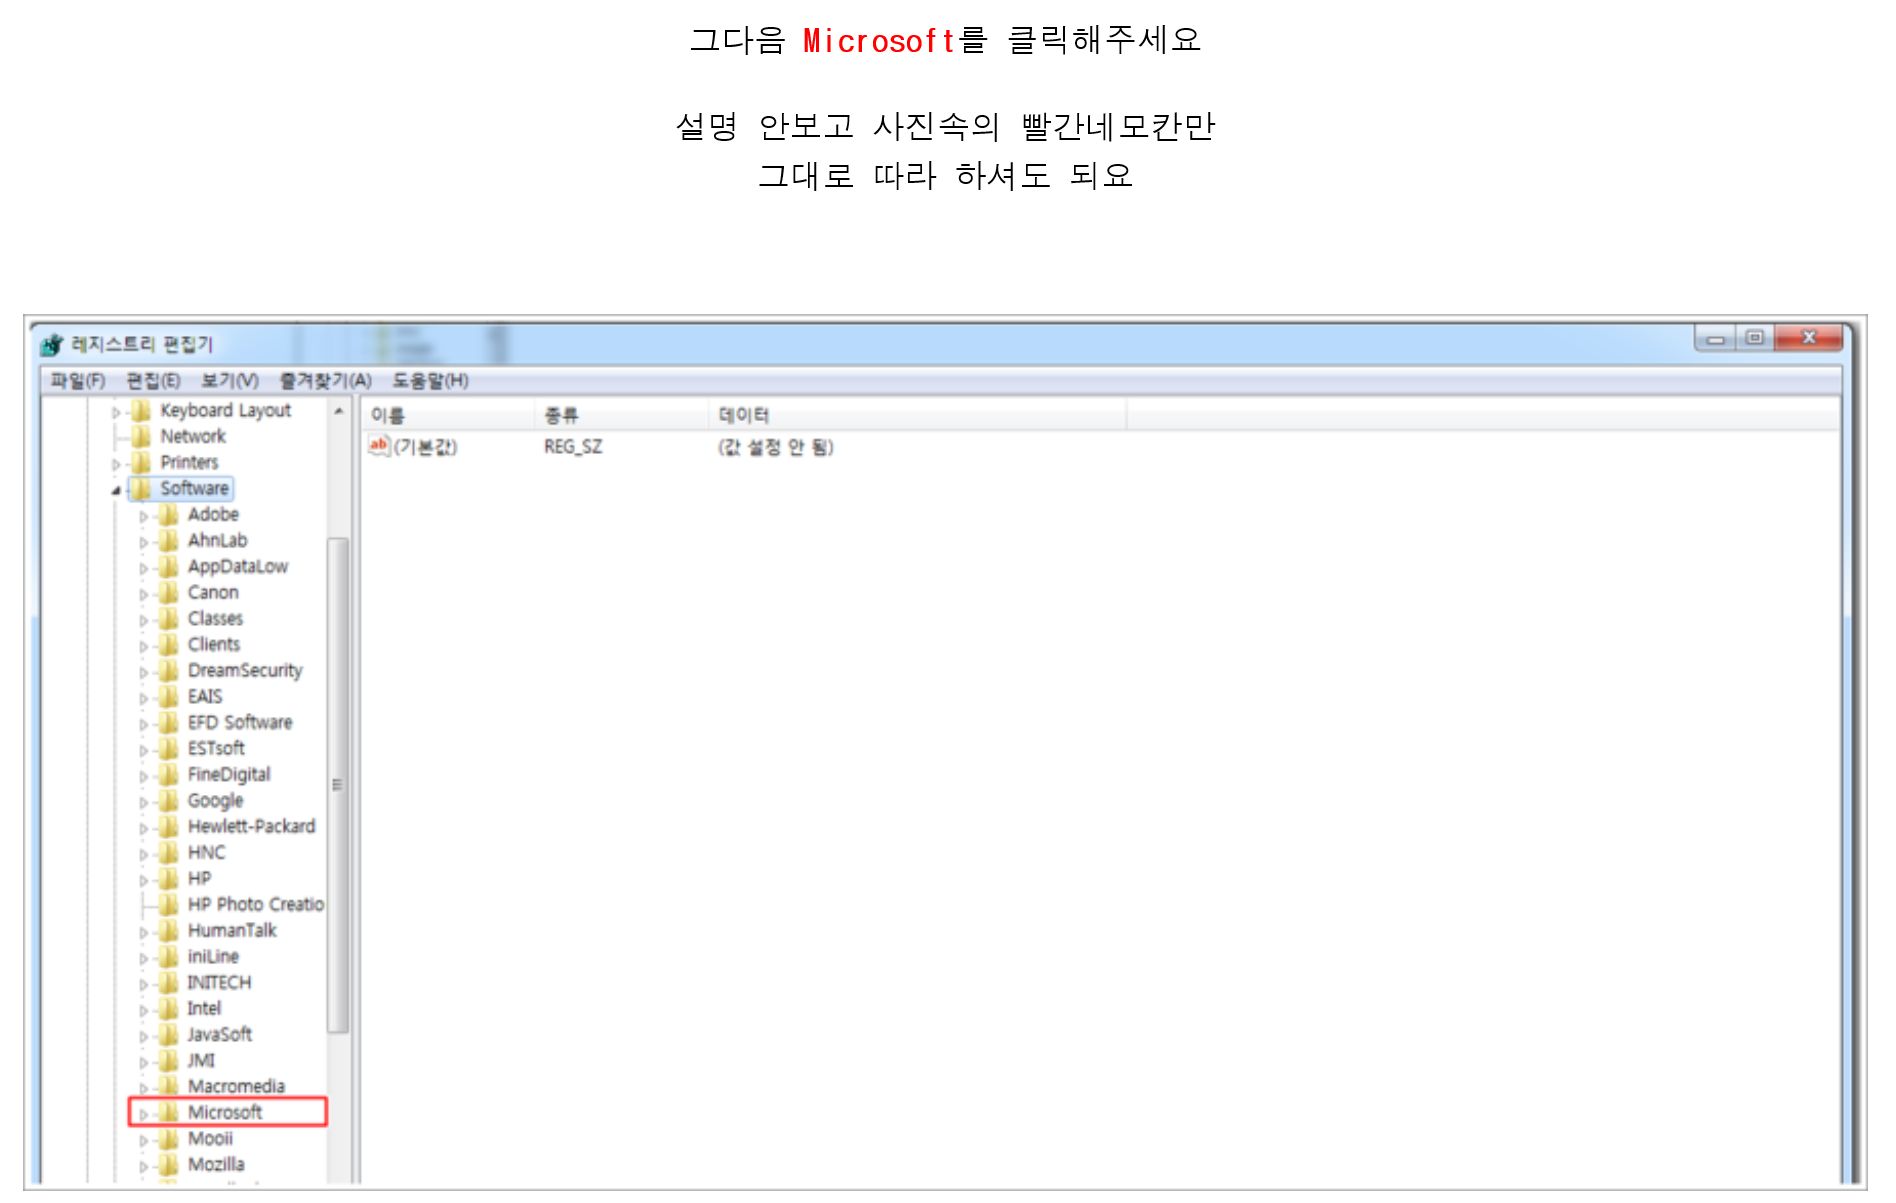 그다음 Microsoft를 클릭해주세요
설명 안보고 사진속의 빨간네모칸만
그대로 따라 하셔도 되요
레지스트리 편집기
파일(F) 편집(E) 보기(V) 즐겨찾기(A) 도움말(H)
Keyboard Layout
Network
Printers
Software
Adobe
AhnLab
AppDataLow
Canon
Classes
Clients
DreamSecurity
EAIS
EFD Software
ESTsoft
FineDigital
Google
Hewlett-Packard
HNC
HP
HP Photo Creatio
HumanTalk
iniLine
INITECH
Intel
JavaSoft
JMI
Macromedia
Microsoft
Mooii
Mozilla
이름 종류 데이터
ab (기본값) REG_SZ (값 설정 안 됨)